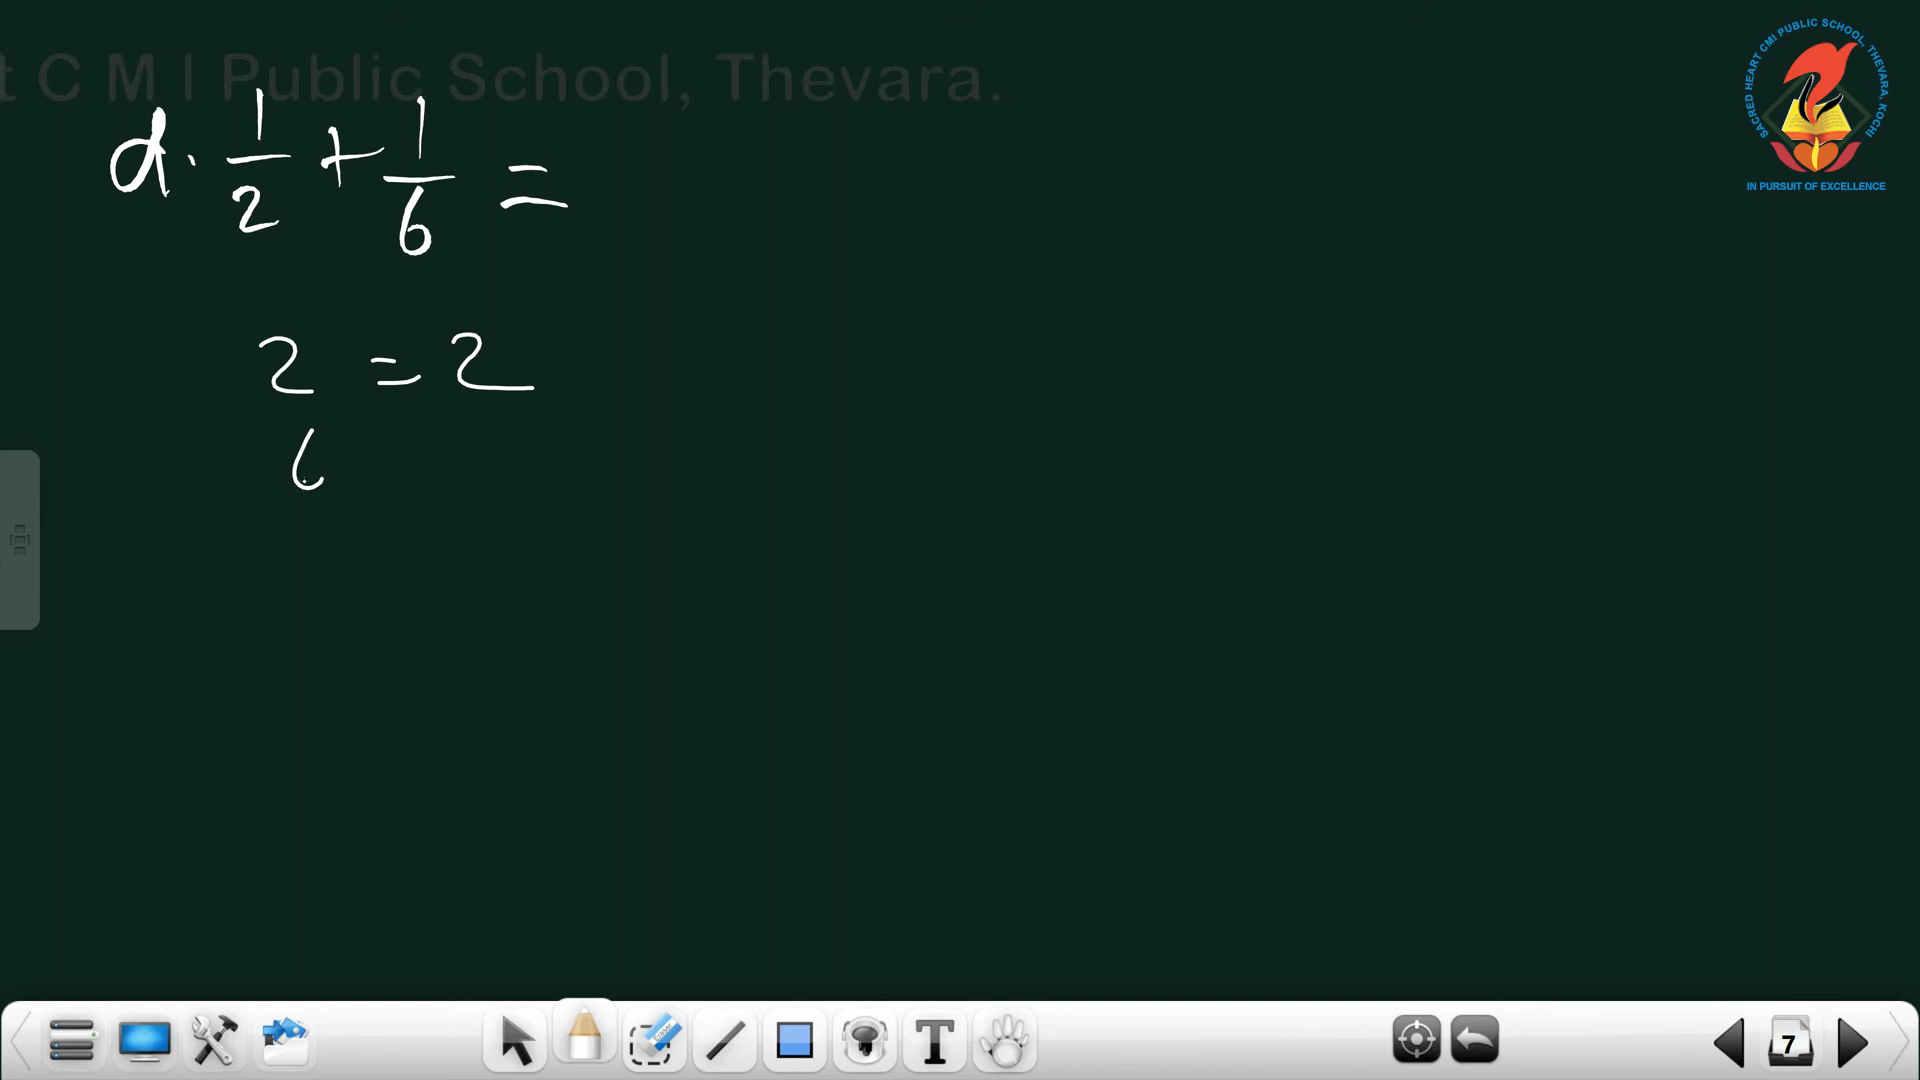 t C M I Public School, Thevara.
SACRED HEART CMI PUBLIC SCHOOL, THEVARA, KOCHI
IN PURSUIT OF EXCELLENCE
d. 1/2 + 1/6 =
2 = 2
6
Eraser
T
7